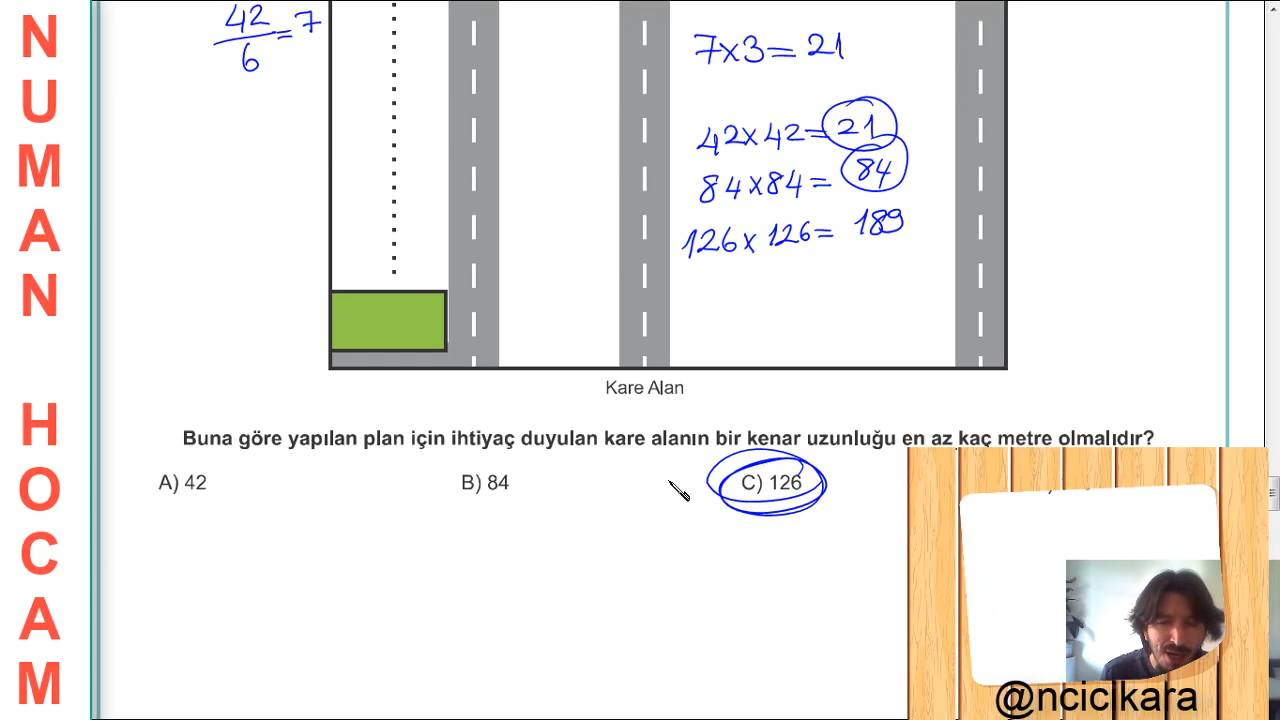 NUMAN HOCAM
42/6=7
7x3=21
42x42=21
84x84=84
126x126=189
Kare Alan
Buna göre yapılan plan için ihtiyaç duyulan kare alanın bir kenar uzunluğu en az kaç metre olmalıdır?
A) 42 B) 84 C) 126
@ncicikara